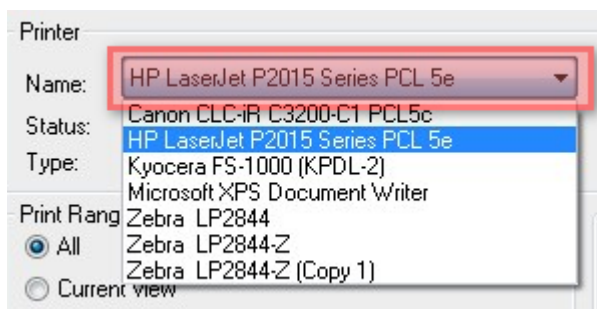 Printer
Name: HP LaserJet P2015 Series PCL 5e
Status: Canon CLC-iR C3200-C1 PCL5c
HP LaserJet P2015 Series PCL 5e
Type: Kyocera FS-1000 (KPDL-2)
Microsoft XPS Document Writer
Print Rang Zebra LP2844
All Zebra LP2844-Z
Zebra LP2844-Z (Copy 1)
Current view